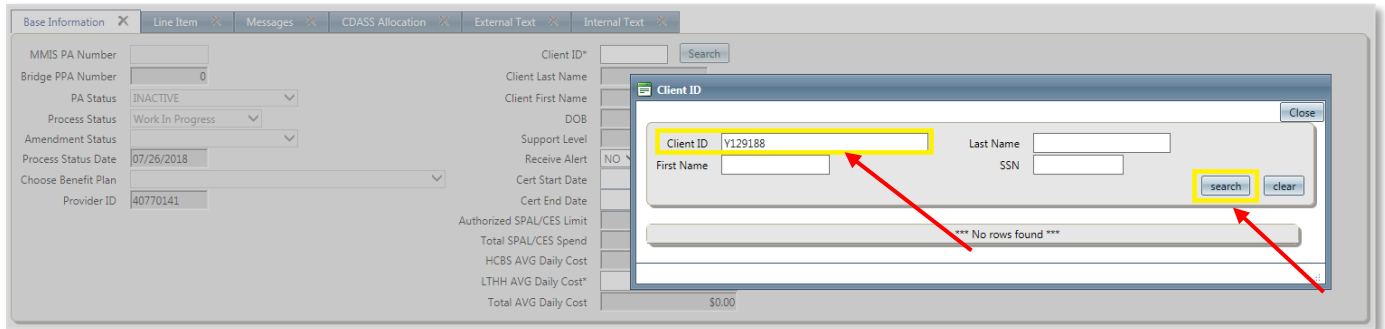 Base Information X Line Item X Messages X CDASS Allocation X External Text X Internal Text X
MMIS PA Number
Bridge PPA Number 0
PA Status INACTIVE
Process Status Work In Progress
Amendment Status
Process Status Date 07/26/2018
Choose Benefit Plan
Provider ID 40770141
Client ID* Search
Client Last Name
Client First Name
DOB
Support Level
Receive Alert NO
Cert Start Date
Cert End Date
Authorized SPAL/CES Limit
Total SPAL/CES Spend
HCBS AVG Daily Cost
LTHH AVG Daily Cost*
Total AVG Daily Cost $0.00
Client ID
Close
Client ID Y129188 Last Name
First Name SSN
search clear
*** No rows found ***